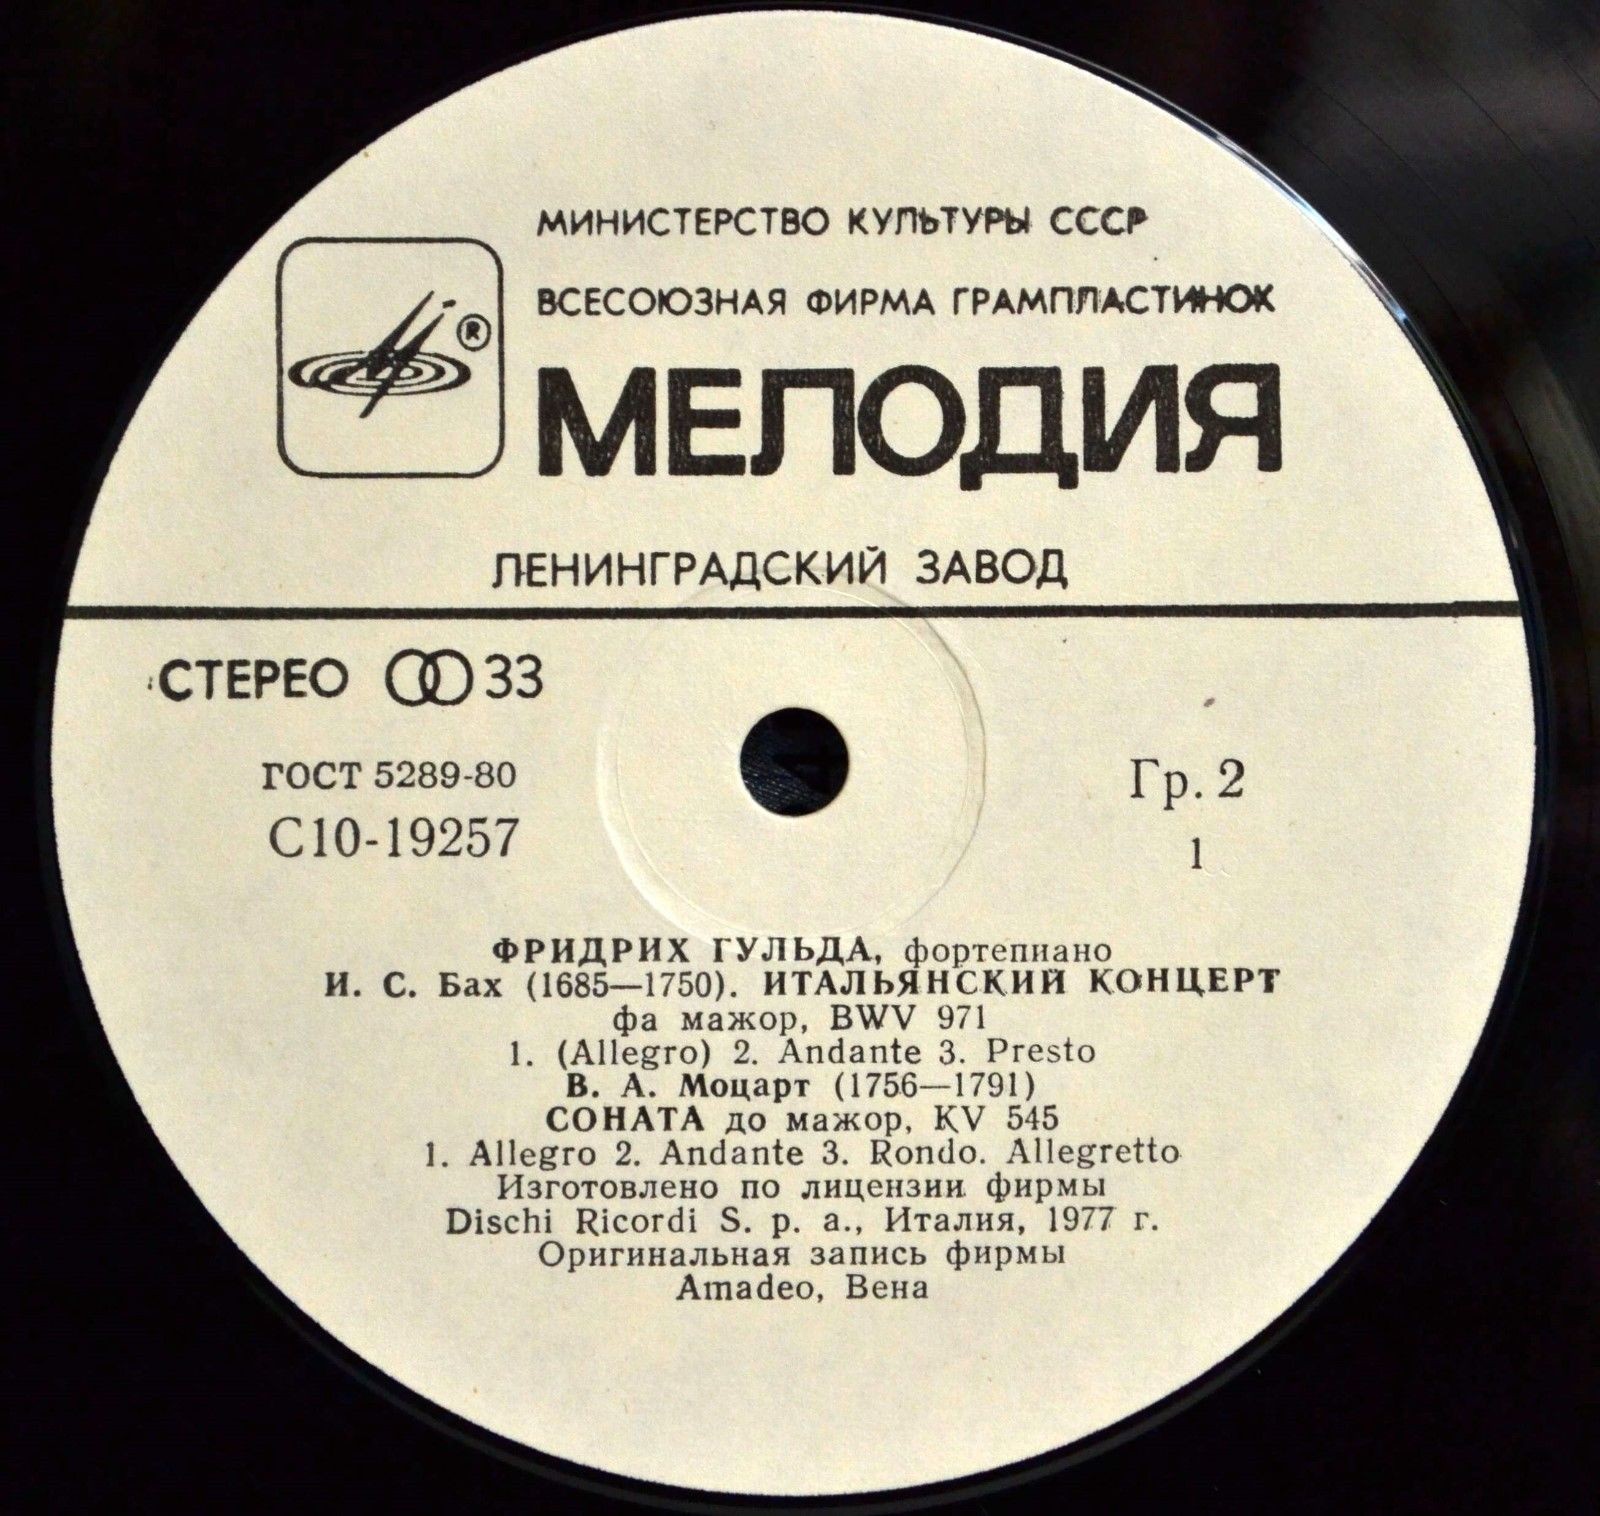 МИНИСТЕРСТВО КУЛЬТУРЫ СССР
ВСЕСОЮЗНАЯ ФИРМА ГРАМПЛАСТИНОК
®
МЕЛОДИЯ
ЛЕНИНГРАДСКИЙ ЗАВОД
СТЕРЕО 33
ГОСТ 5289-80
С10-19257
Гр. 2
1
ФРИДРИХ ГУЛЬДА, фортепиано
И. С. Бах (1685—1750). ИТАЛЬЯНСКИЙ КОНЦЕРТ
фа мажор, BWV 971
1. (Allegro) 2. Andante 3. Presto
В. А. Моцарт (1756—1791)
СОНАТА до мажор, KV 545
1. Allegro 2. Andante 3. Rondo. Allegretto
Изготовлено по лицензии фирмы
Dischi Ricordi S. p. a., Италия, 1977 г.
Оригинальная запись фирмы
Amadeo, Вена